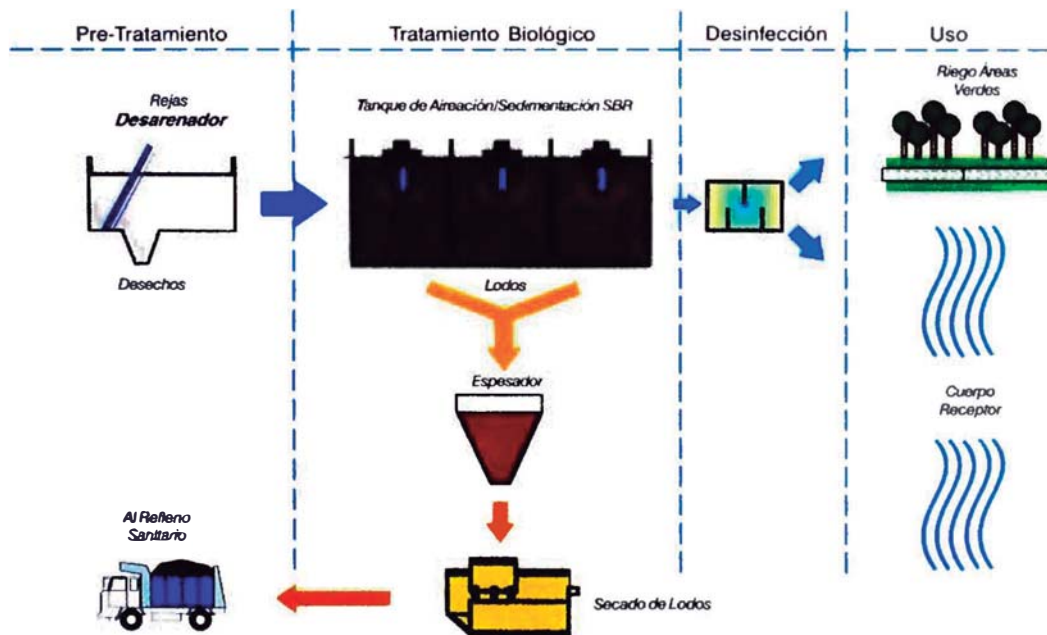 Pre-Tratamiento
Tratamiento Biológico
Desinfección
Uso
Rejas
Desarenador
Tanque de Aireación/Sedimentación SBR
Riego Áreas
Verdes
Desechos
Lodos
Espesador
Cuerpo
Receptor
Al Relleno
Sanitario
Secado de Lodos